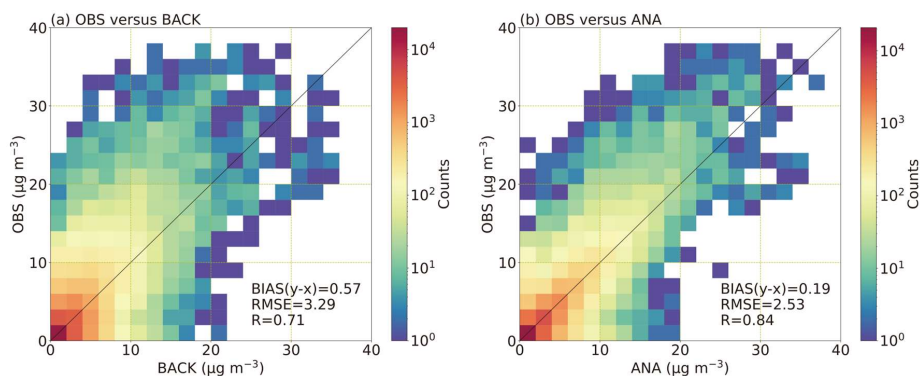 (a) OBS versus BACK
40
30
20
10
0
OBS (μg m⁻³)
0 10 20 30 40
BACK (μg m⁻³)
BIAS(y-x)=0.57
RMSE=3.29
R=0.71
10⁴
10³
10²
10¹
10⁰
Counts
(b) OBS versus ANA
40
30
20
10
0
OBS (μg m⁻³)
0 10 20 30 40
ANA (μg m⁻³)
BIAS(y-x)=0.19
RMSE=2.53
R=0.84
10⁴
10³
10²
10¹
10⁰
Counts